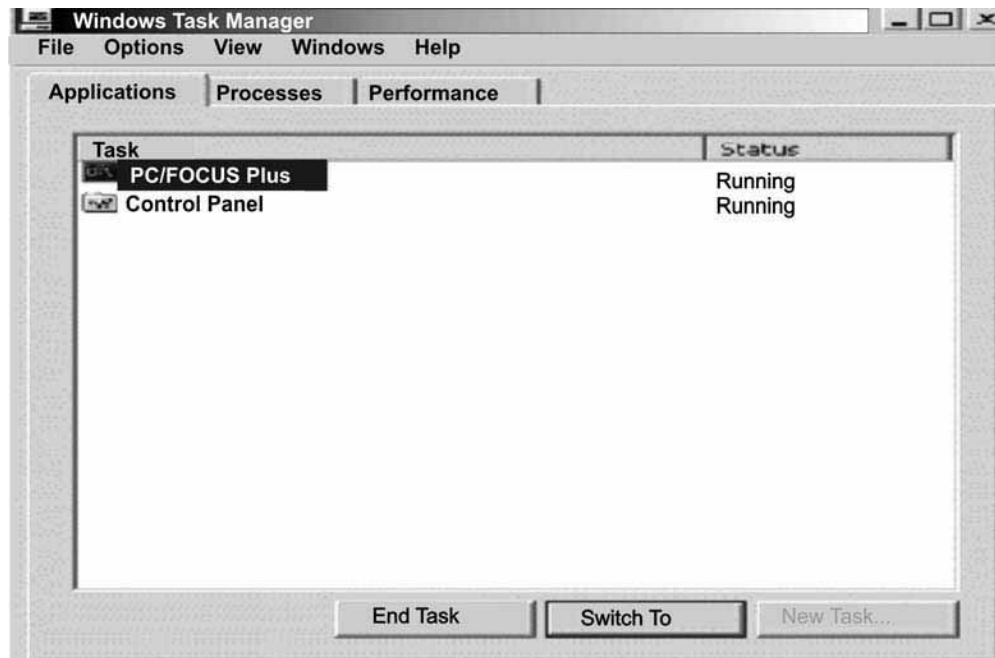 Windows Task Manager
File Options View Windows Help
Applications Processes Performance
Task Status
PC/FOCUS Plus Running
Control Panel Running
End Task Switch To New Task...